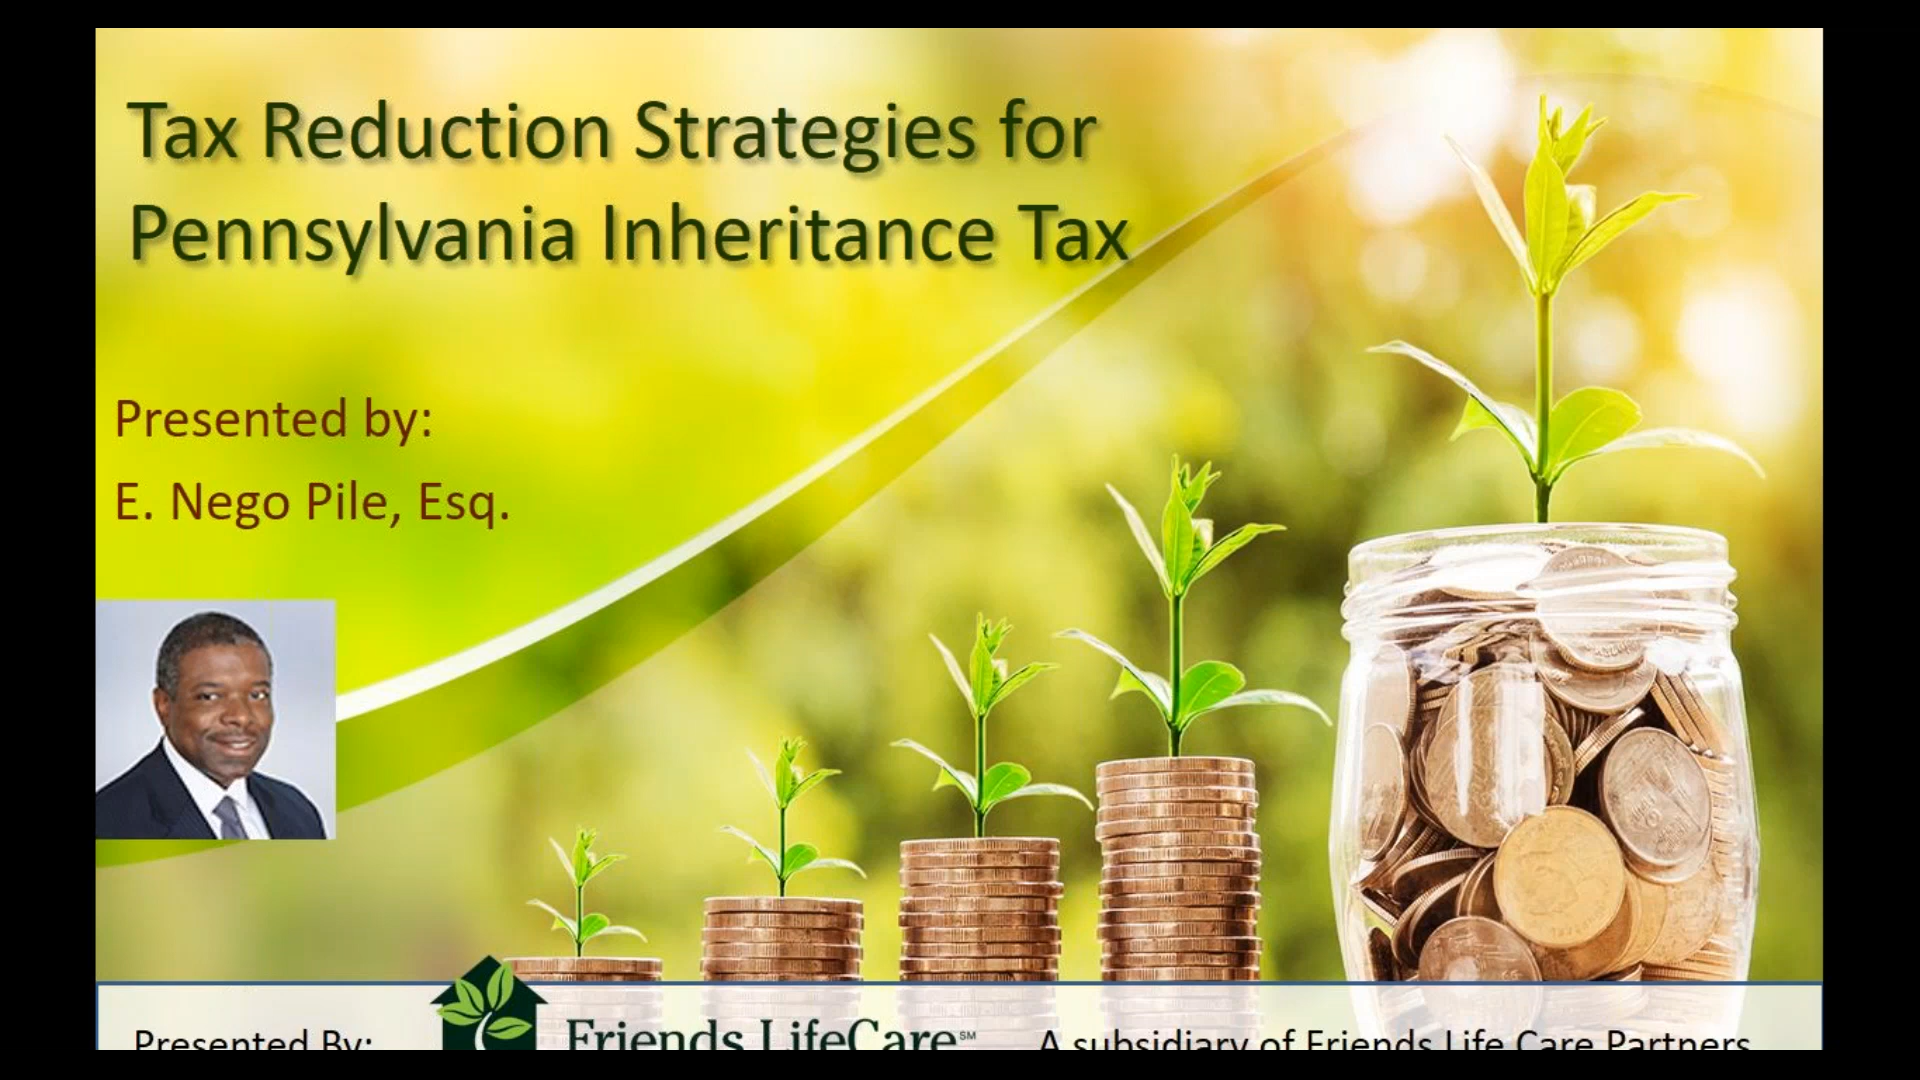 Tax Reduction Strategies for
Pennsylvania Inheritance Tax
Presented by:
E. Nego Pile, Esq.
Presented By:
Friends LifeCare℠
A subsidiary of Friends Life Care Partners